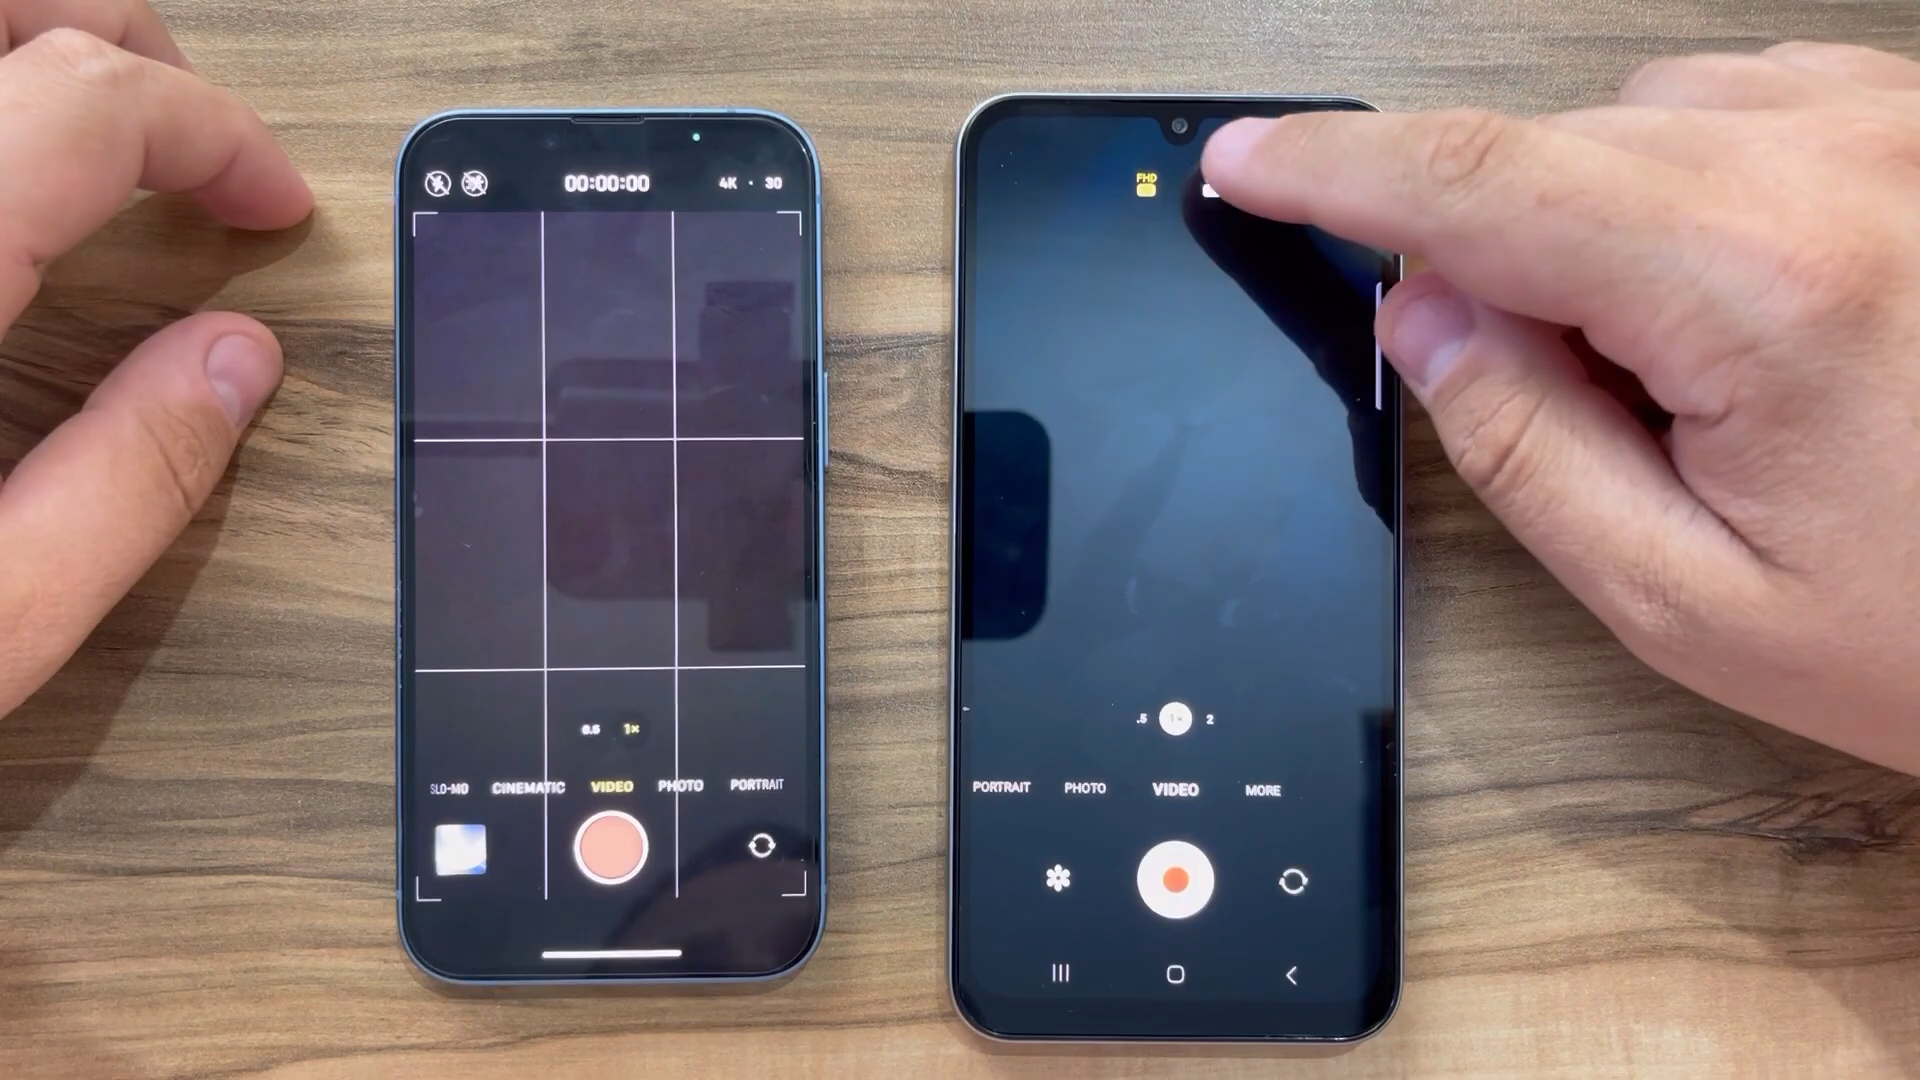 00:00:00
4K · 30
0.5 1×
SLO-MO CINEMATIC VIDEO PHOTO PORTRAIT
FHD
.5 1× 2
PORTRAIT PHOTO VIDEO MORE